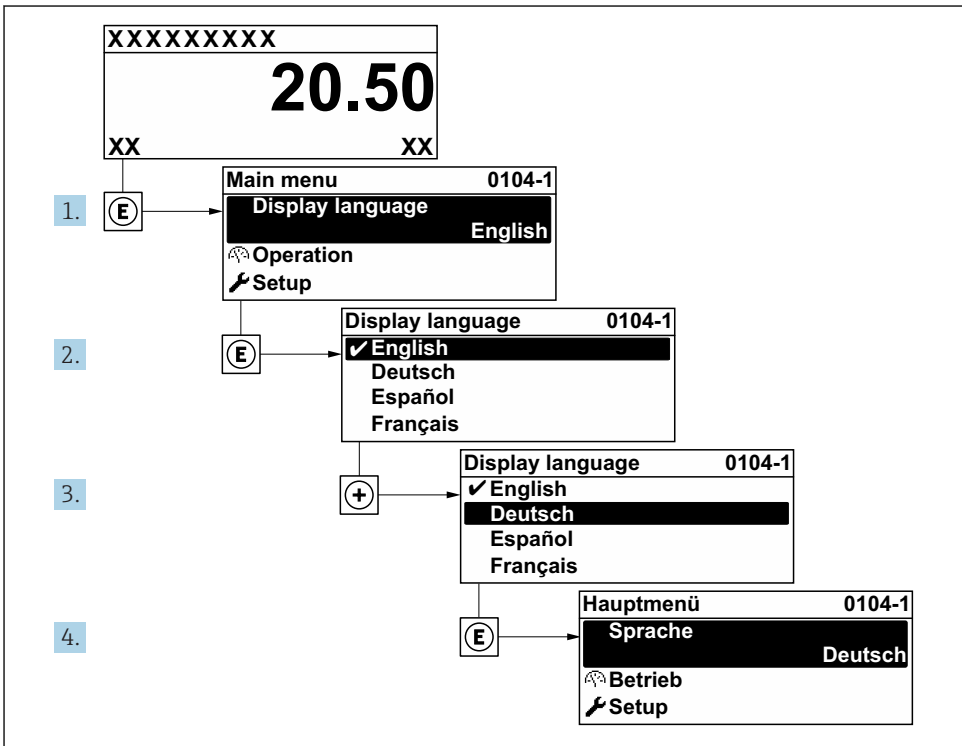 XXXXXXXXX
20.50
XX XX
1.
E
Main menu 0104-1
Display language
English
Operation
Setup
2.
E
Display language 0104-1
✔ English
Deutsch
Español
Français
3.
+
Display language 0104-1
✔ English
Deutsch
Español
Français
4.
E
Hauptmenü 0104-1
Sprache
Deutsch
Betrieb
Setup